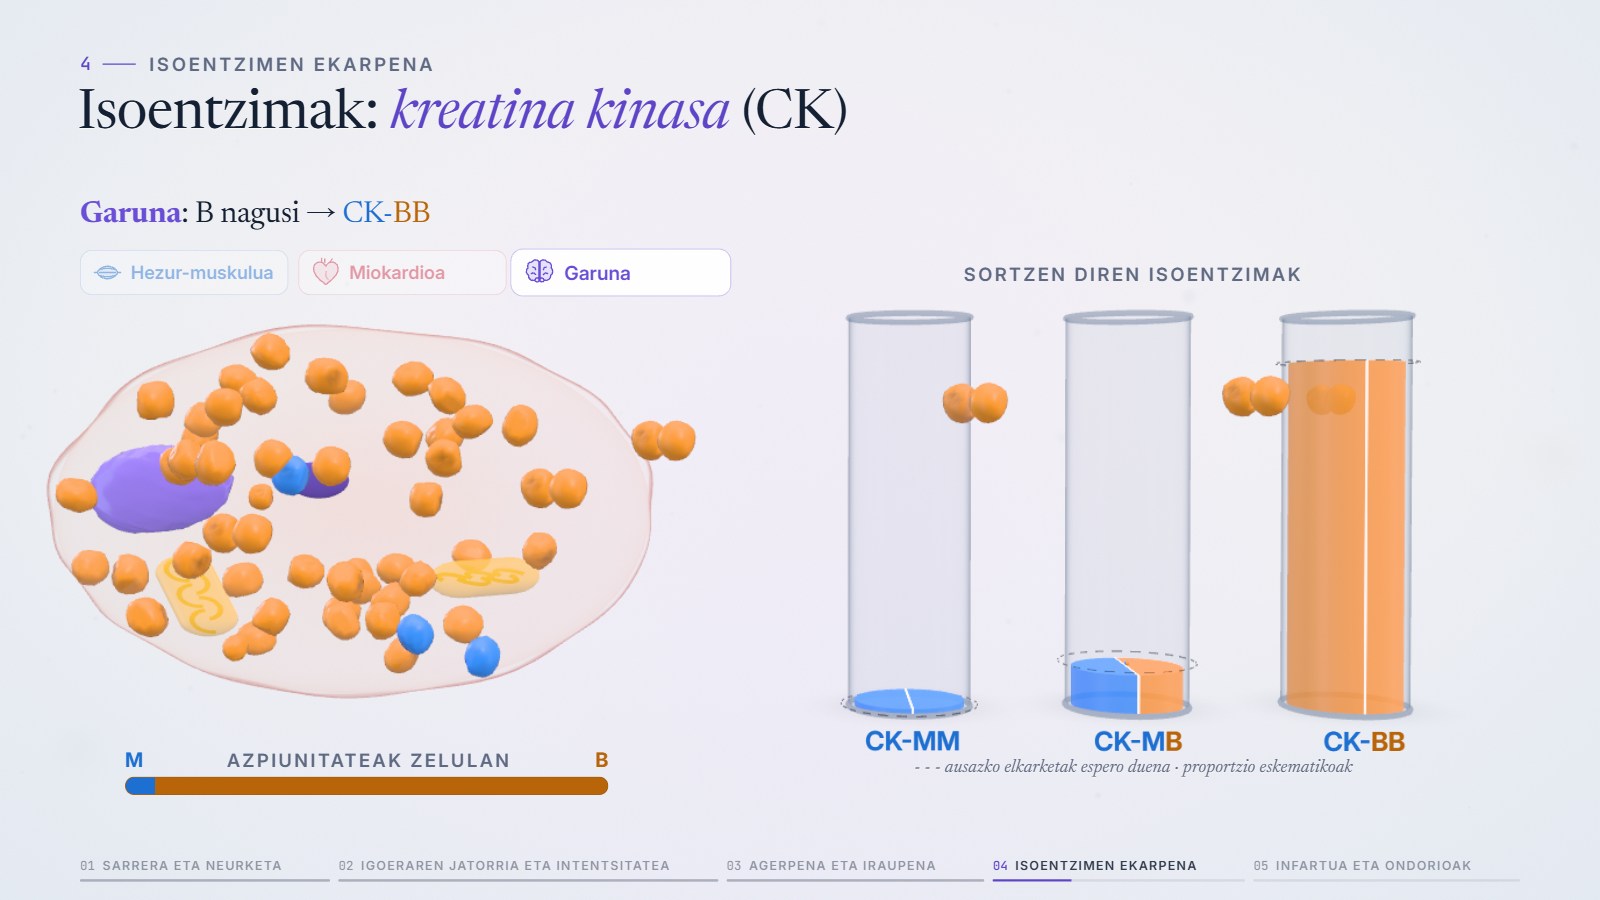 4 — ISOENTZIMEN EKARPENA
Isoentzimak: kreatina kinasa (CK)
Garuna: B nagusi → CK-BB
Hezur-muskulua
Miokardioa
Garuna
SORTZEN DIREN ISOENTZIMAK
CK-MM
CK-MB
CK-BB
- - - ausazko elkarketak espero duena · proportzio eskematikoak
M AZPIUNITATEAK ZELULAN B
01 SARRERA ETA NEURKETA
02 IGOERAREN JATORRIA ETA INTENTSITATEA
03 AGERPENA ETA IRAUPENA
04 ISOENTZIMEN EKARPENA
05 INFARTUA ETA ONDORIOAK